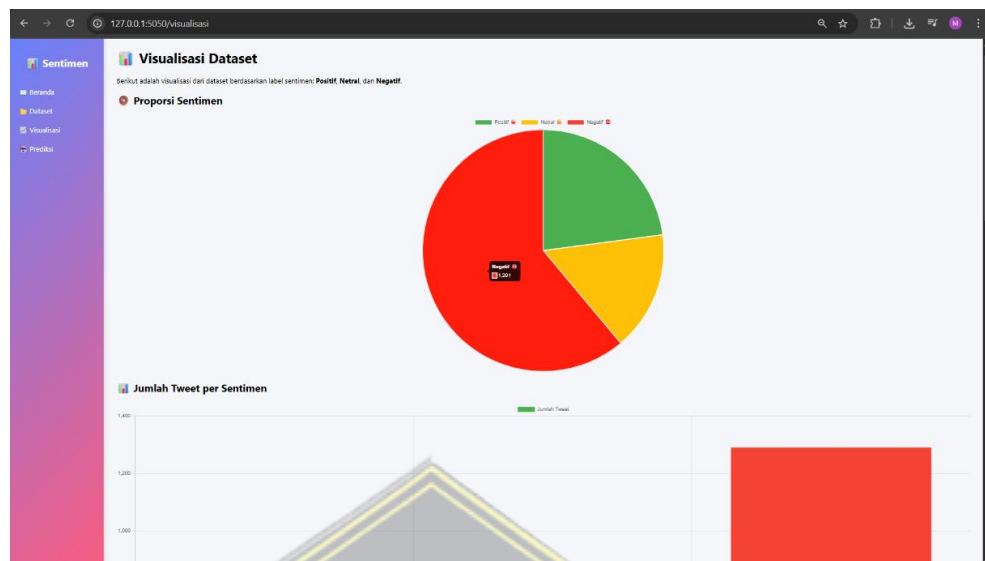 127.0.0.1:5050/visualisasi
M
Sentimen
Beranda
Dataset
Visualisasi
Prediksi
Visualisasi Dataset
Berikut adalah visualisasi dari dataset berdasarkan label sentimen: Positif, Netral, dan Negatif.
Proporsi Sentimen
Positif Netral Negatif
Negatif
Jumlah Tweet per Sentimen
Jumlah Tweet
1,400
1,200
1,000